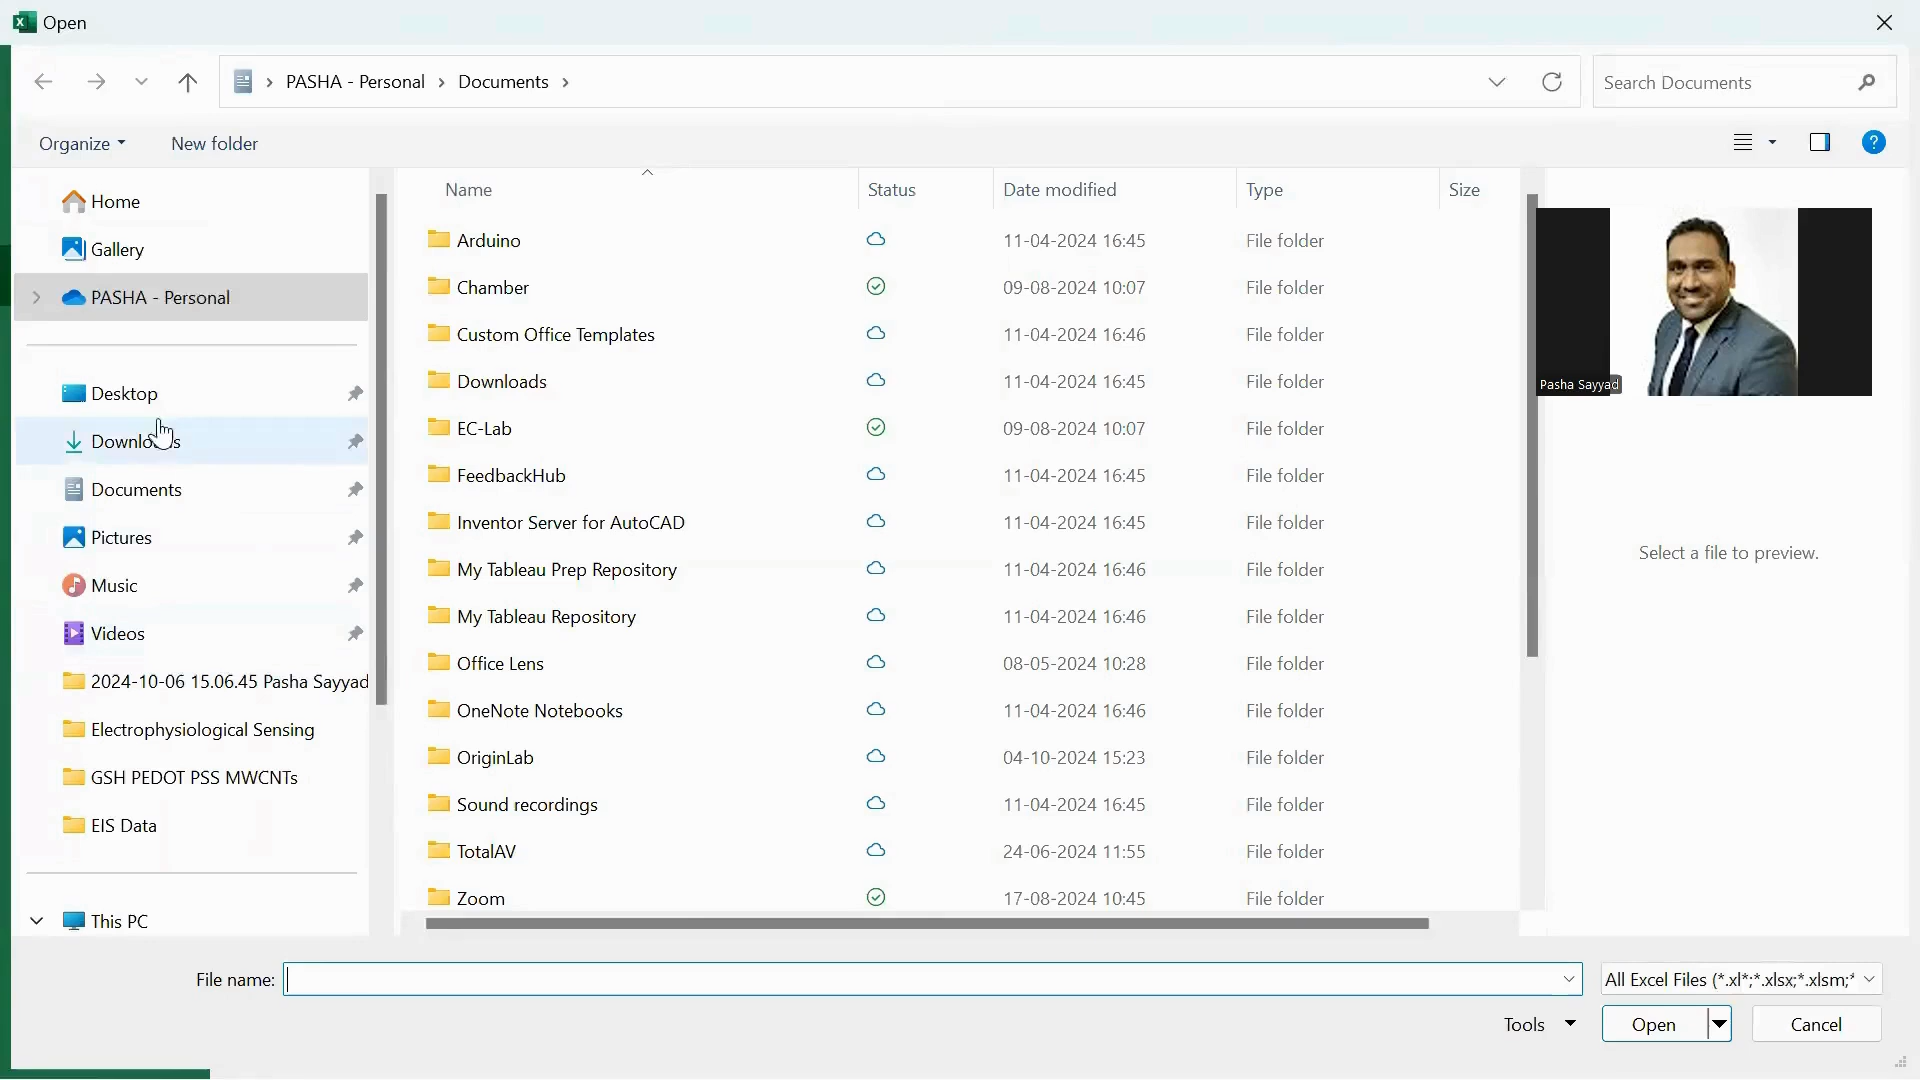 Open
PASHA - Personal
Documents
Search Documents
Organize
New folder
Name
Status
Date modified
Type
Size
Home
Gallery
PASHA - Personal
Desktop
Downloads
Documents
Pictures
Music
Videos
2024-10-06 15.06.45 Pasha Sayyad
Electrophysiological Sensing
GSH PEDOT PSS MWCNTs
EIS Data
This PC
Arduino 11-04-2024 16:45 File folder
Chamber 09-08-2024 10:07 File folder
Custom Office Templates 11-04-2024 16:46 File folder
Downloads 11-04-2024 16:45 File folder
EC-Lab 09-08-2024 10:07 File folder
FeedbackHub 11-04-2024 16:45 File folder
Inventor Server for AutoCAD 11-04-2024 16:45 File folder
My Tableau Prep Repository 11-04-2024 16:46 File folder
My Tableau Repository 11-04-2024 16:46 File folder
Office Lens 08-05-2024 10:28 File folder
OneNote Notebooks 11-04-2024 16:46 File folder
OriginLab 04-10-2024 15:23 File folder
Sound recordings 11-04-2024 16:45 File folder
TotalAV 24-06-2024 11:55 File folder
Zoom 17-08-2024 10:45 File folder
Pasha Sayyad
Select a file to preview.
File name:
All Excel Files (*.xl*;*.xlsx;*.xlsm;*
Tools
Open
Cancel